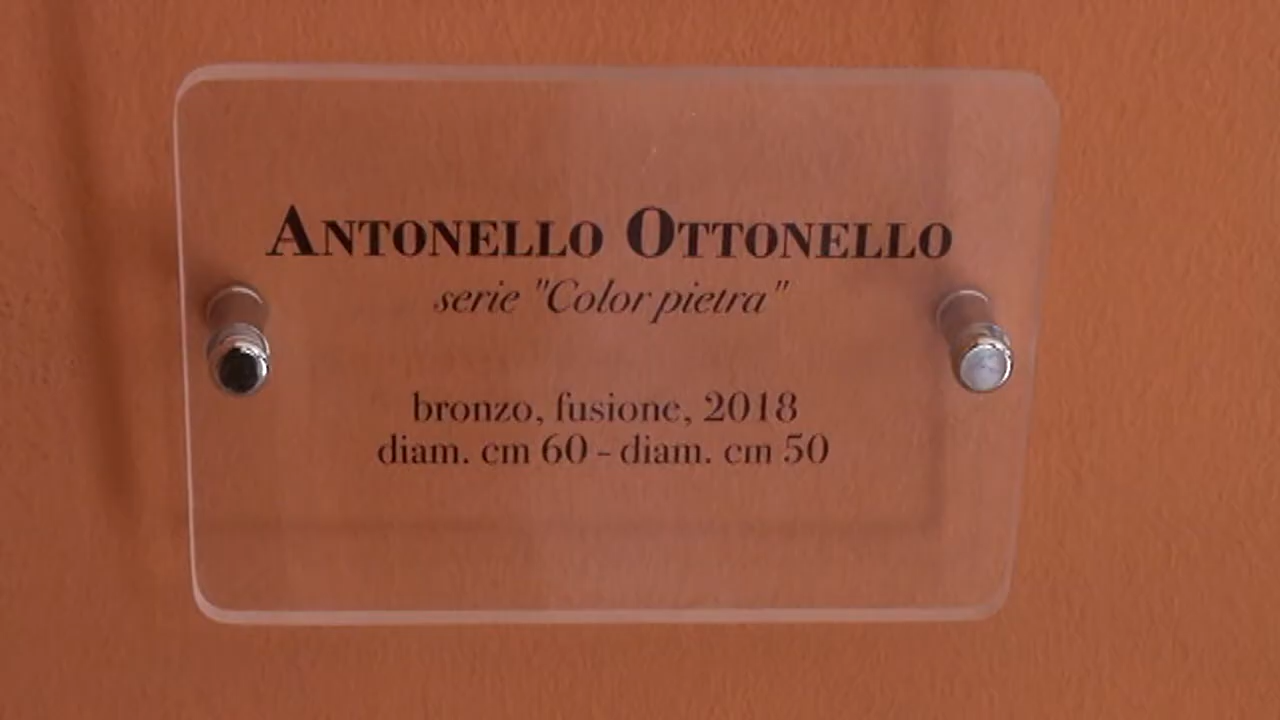 ANTONELLO OTTONELLO
serie "Color pietra"
bronzo, fusione, 2018
diam. cm 60 - diam. cm 50